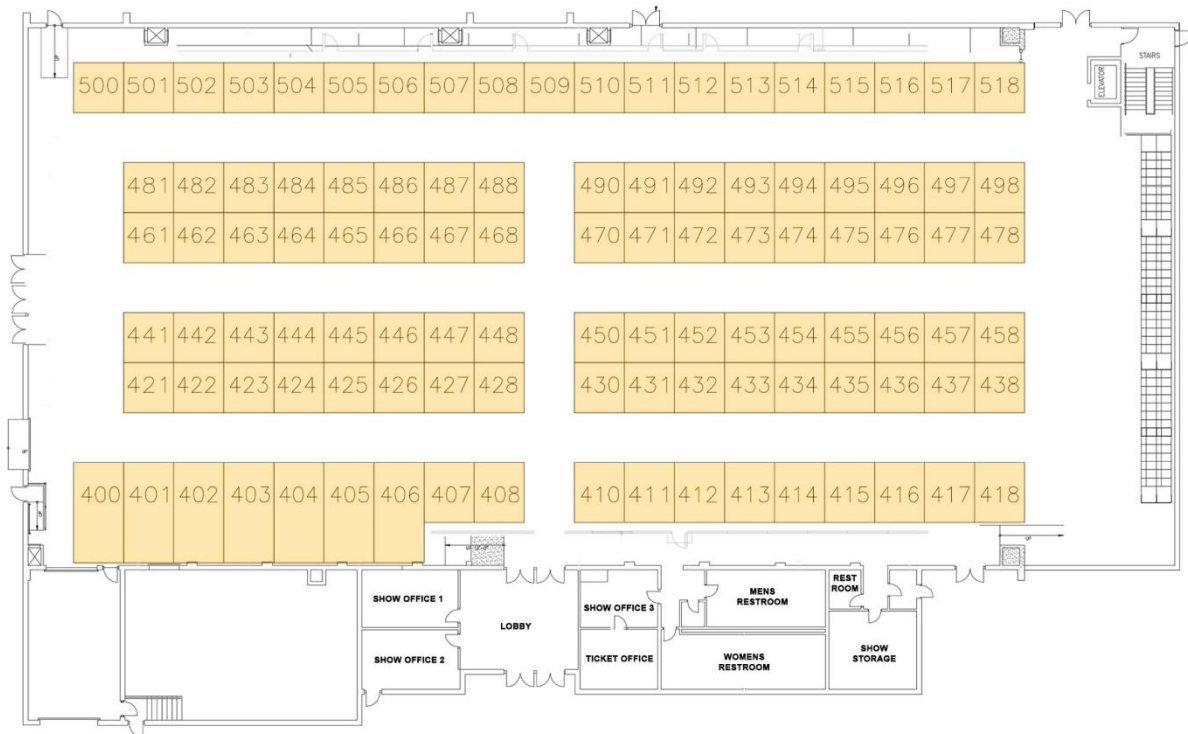 500 501 502 503 504 505 506 507 508 509 510 511 512 513 514 515 516 517 518
ELEVATOR
STAIRS
UP
481 482 483 484 485 486 487 488 490 491 492 493 494 495 496 497 498
461 462 463 464 465 466 467 468 470 471 472 473 474 475 476 477 478
441 442 443 444 445 446 447 448 450 451 452 453 454 455 456 457 458
421 422 423 424 425 426 427 428 430 431 432 433 434 435 436 437 438
UP
400 401 402 403 404 405 406 407 408 410 411 412 413 414 415 416 417 418
UP
UP
UP
SHOW OFFICE 1
SHOW OFFICE 2
LOBBY
SHOW OFFICE 3
TICKET OFFICE
MENS
RESTROOM
WOMENS
RESTROOM
REST
ROOM
SHOW
STORAGE